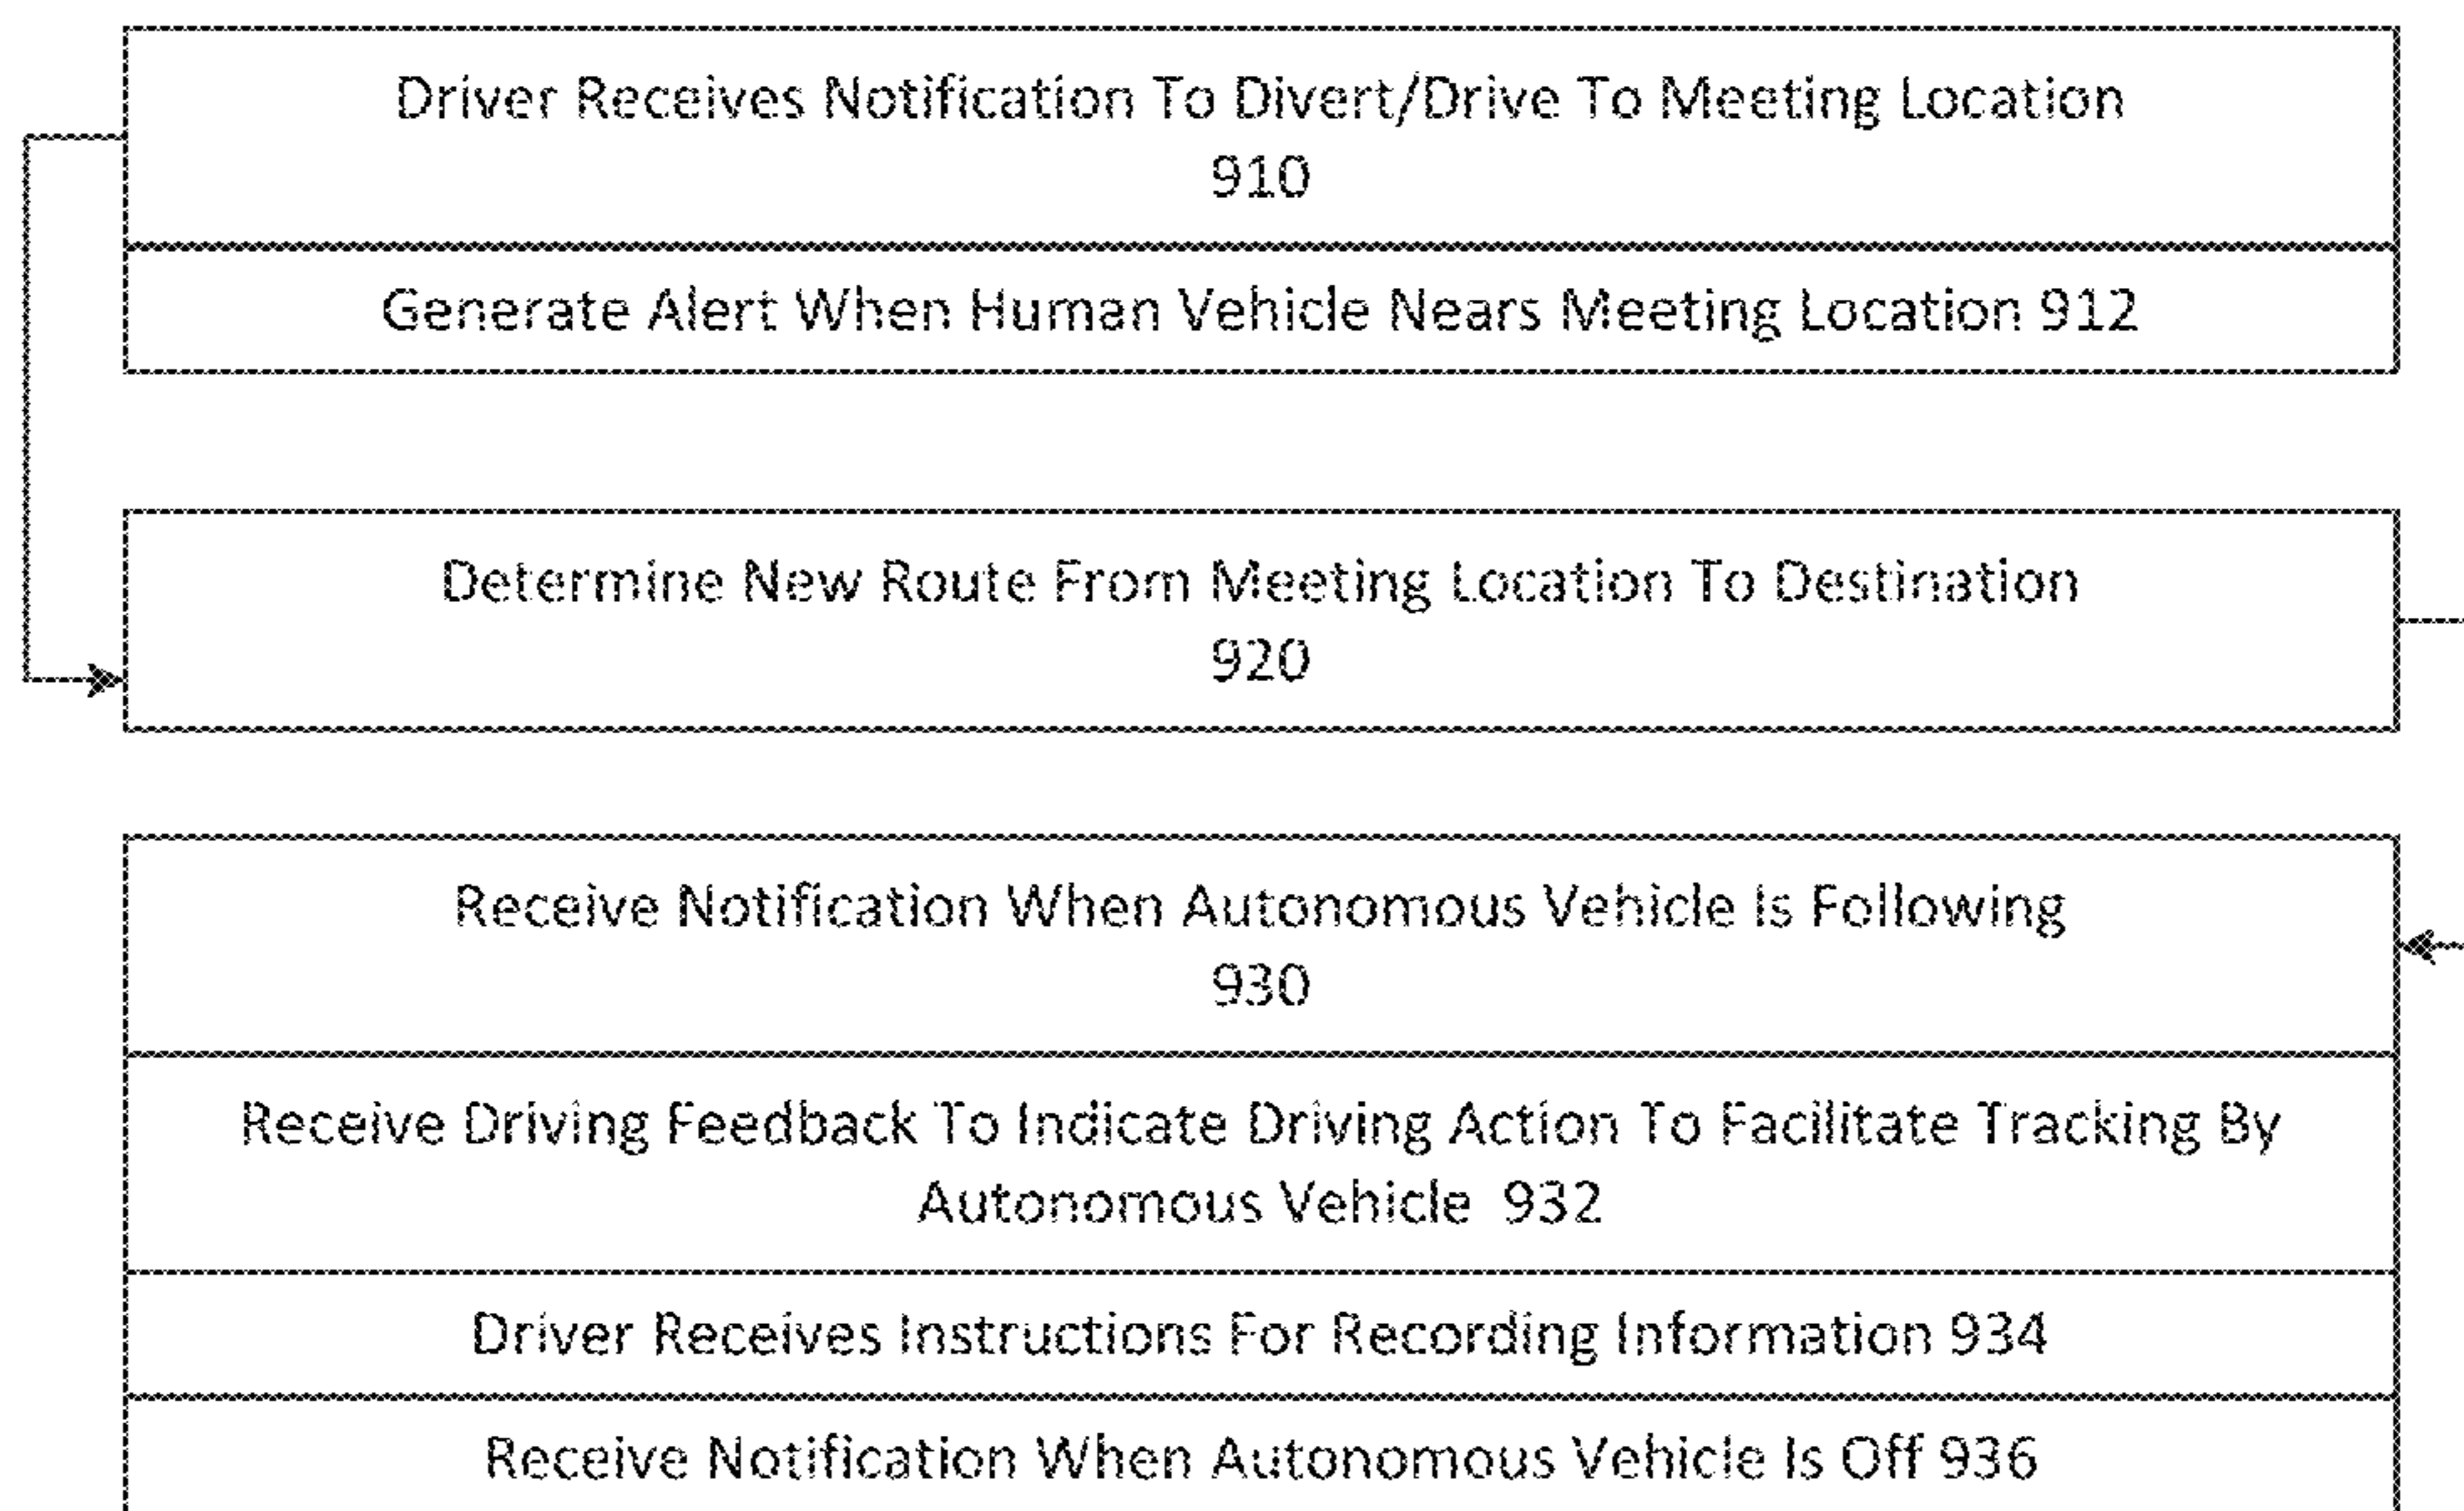 Driver Receives Notification To Divert/Drive To Meeting Location
910
Generate Alert When Human Vehicle Nears Meeting Location 912
Determine New Route From Meeting Location To Destination
920
Receive Notification When Autonomous Vehicle Is Following
930
Receive Driving Feedback To Indicate Driving Action To Facilitate Tracking By
Autonomous Vehicle 932
Driver Receives Instructions For Recording Information 934
Receive Notification When Autonomous Vehicle Is Off 936